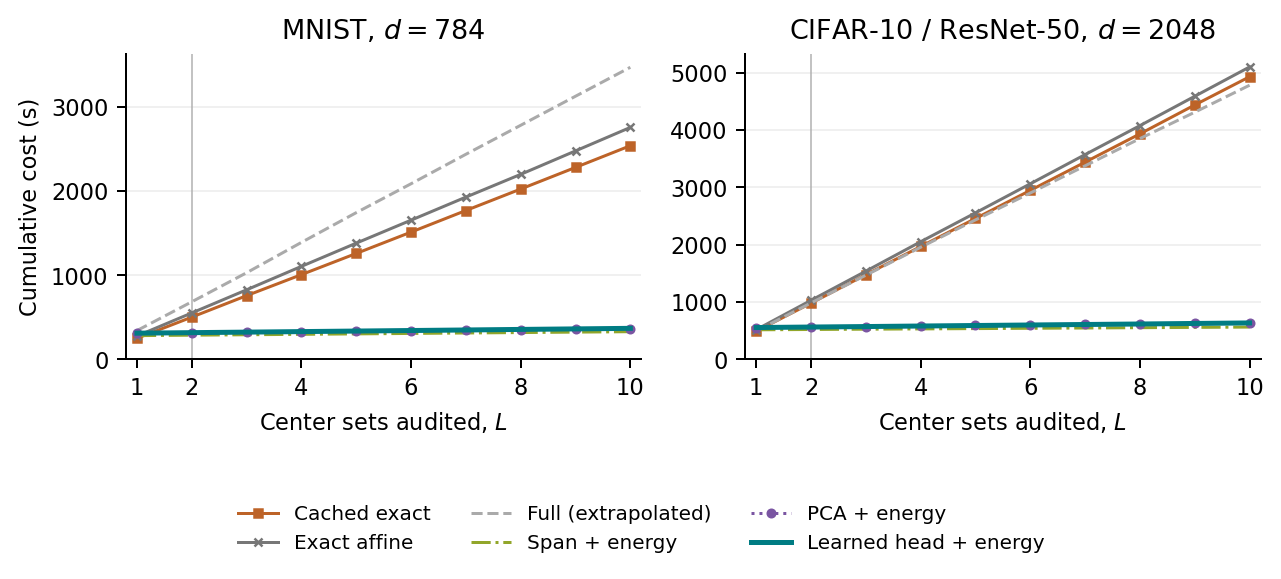 MNIST, d = 784
Cumulative cost (s)
3000
2000
1000
0
1 2 4 6 8 10
Center sets audited, L
CIFAR-10 / ResNet-50, d = 2048
5000
4000
3000
2000
1000
0
1 2 4 6 8 10
Center sets audited, L
Cached exact
Exact affine
Full (extrapolated)
Span + energy
PCA + energy
Learned head + energy